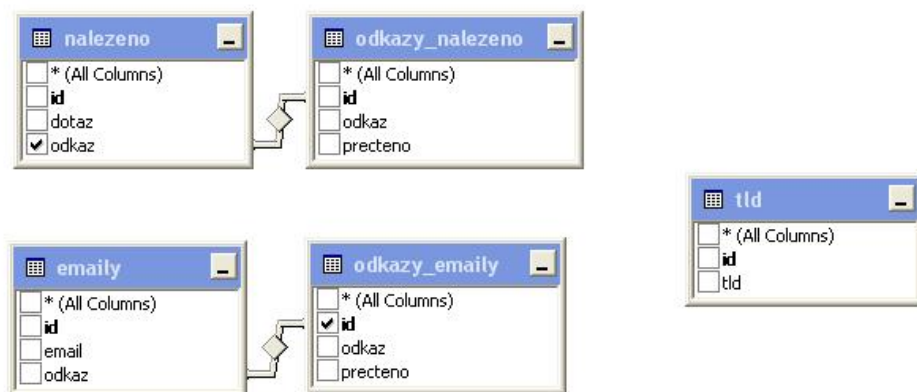 nalezeno
* (All Columns)
id
dotaz
odkaz
odkazy_nalezeno
* (All Columns)
id
odkaz
precteno
tld
* (All Columns)
id
tld
emaily
* (All Columns)
id
email
odkaz
odkazy_emaily
* (All Columns)
id
odkaz
precteno